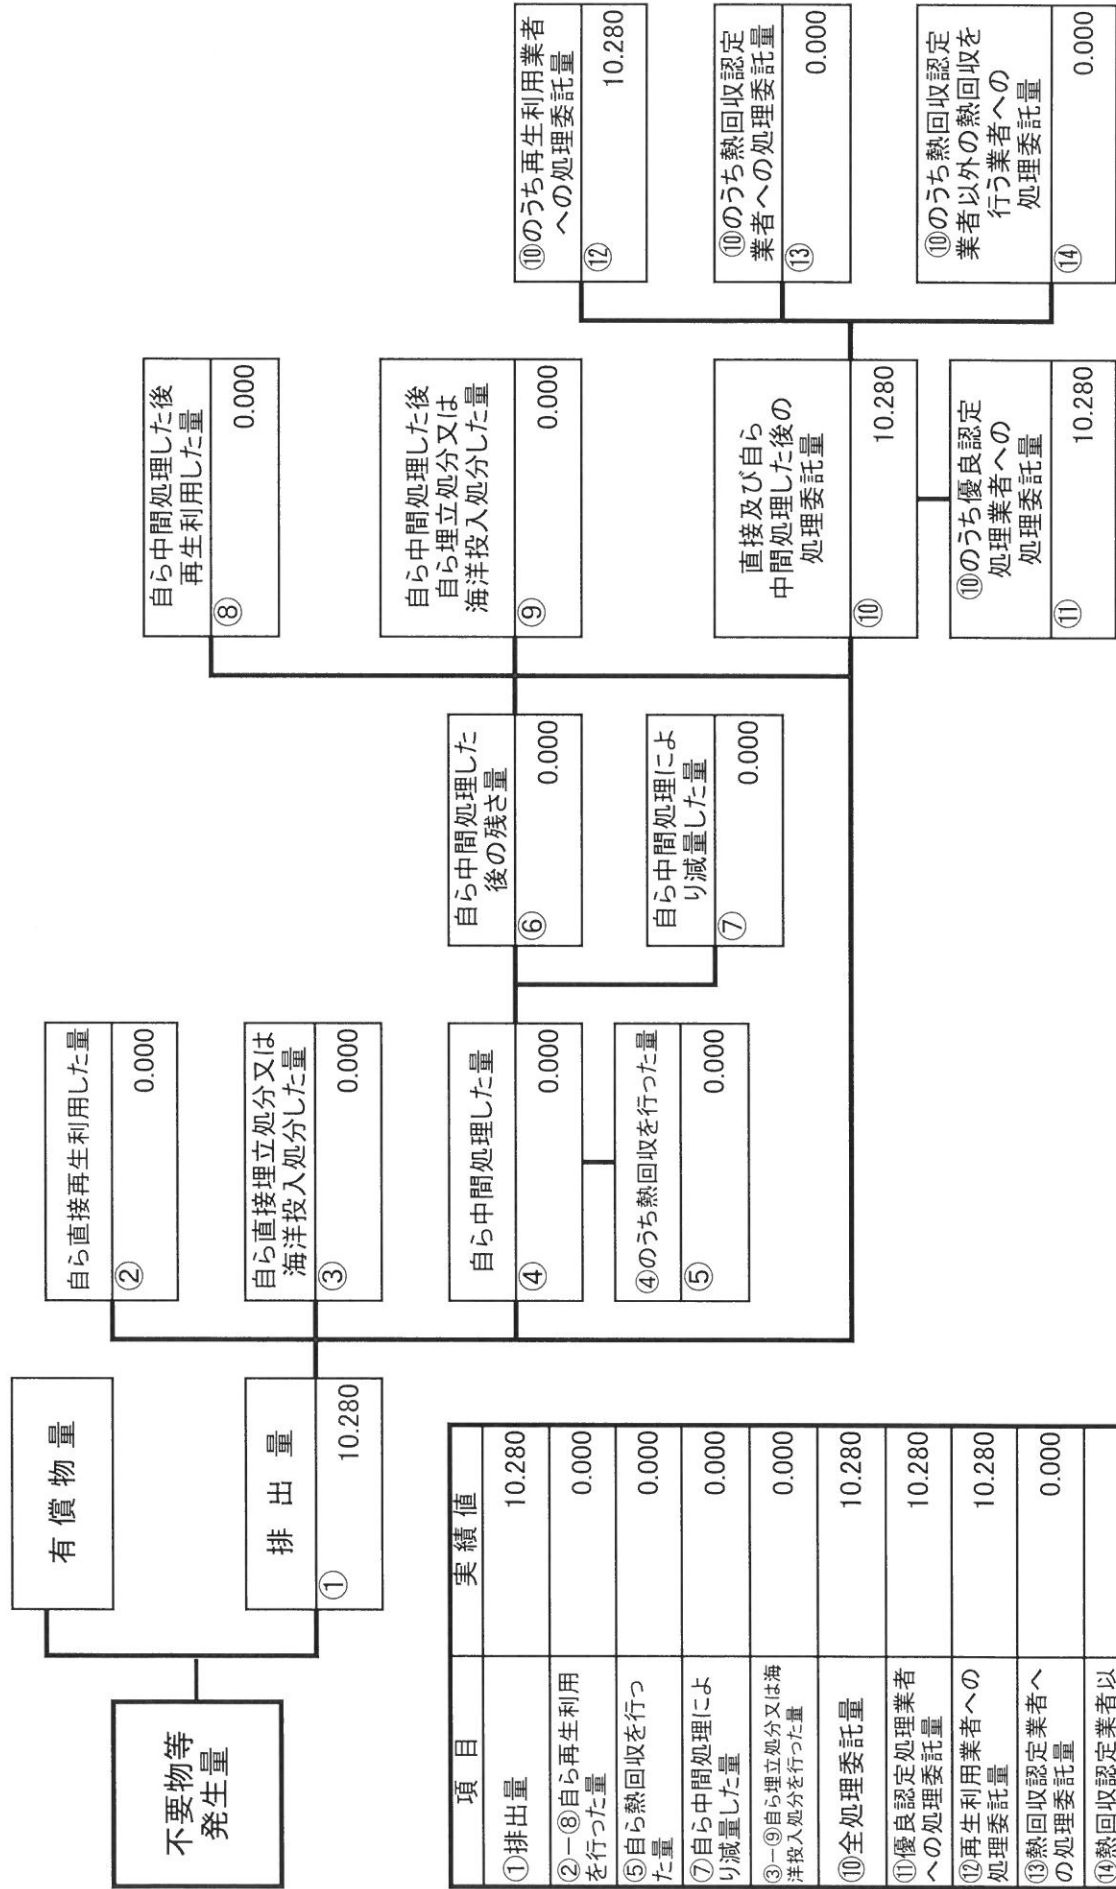 不要物等
発生量
有 償 物 量
排 出 量
① 10.280
自ら直接再生利用した量
② 0.000
自ら直接埋立処分又は
海洋投入処分した量
③ 0.000
自ら中間処理した量
④ 0.000
④のうち熱回収を行った量
⑤ 0.000
自ら中間処理した
後の残さ量
⑥ 0.000
自ら中間処理によ
り減量した量
⑦ 0.000
自ら中間処理した後
再生利用した量
⑧ 0.000
自ら中間処理した後
自ら埋立処分又は
海洋投入処分した量
⑨ 0.000
直接及び自ら
中間処理した後の
処理委託量
⑩ 10.280
⑩のうち優良認定
処理業者への
処理委託量
⑪ 10.280
⑩のうち再生利用業者
への処理委託量
⑫ 10.280
⑩のうち熱回収認定
業者への処理委託量
⑬ 0.000
⑩のうち熱回収認定
業者以外の熱回収を
行う業者への
処理委託量
⑭ 0.000
項 目 実 績 値
①排出量 10.280
②ー⑧自ら再生利用
を行った量 0.000
⑤自ら熱回収を行っ
た量 0.000
⑦自ら中間処理によ
り減量した量 0.000
③ー⑨自ら埋立処分又は海
洋投入処分を行った量 0.000
⑩全処理委託量 10.280
⑪優良認定処理業者
への処理委託量 10.280
⑫再生利用業者への
処理委託量 10.280
⑬熱回収認定業者へ
の処理委託量 0.000
⑭熱回収認定業者以